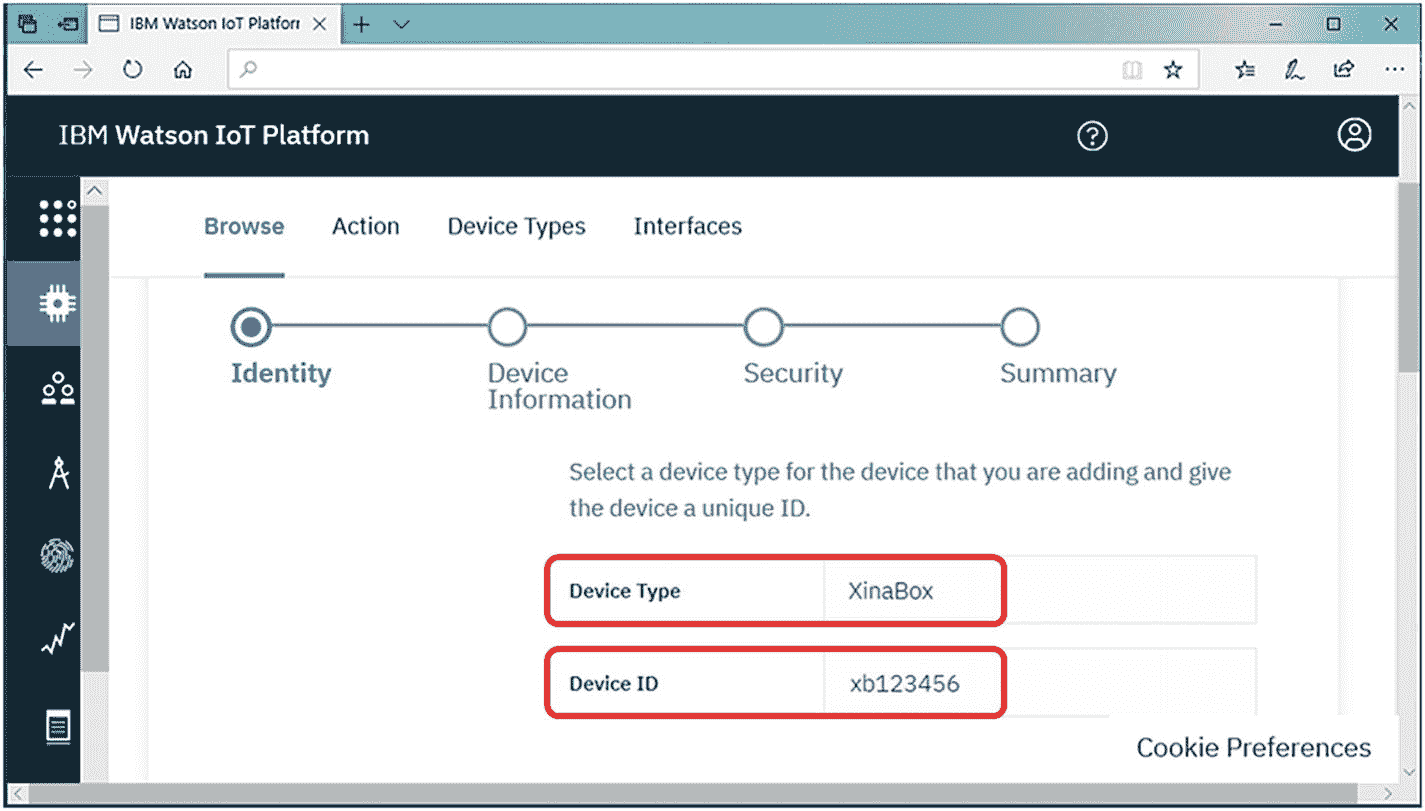 IBM Watson IoT Platforr
IBM Watson IoT Platform
Browse Action Device Types Interfaces
Identity
Device
Information
Security
Summary
Select a device type for the device that you are adding and give
the device a unique ID.
Device Type XinaBox
Device ID xb123456
Cookie Preferences